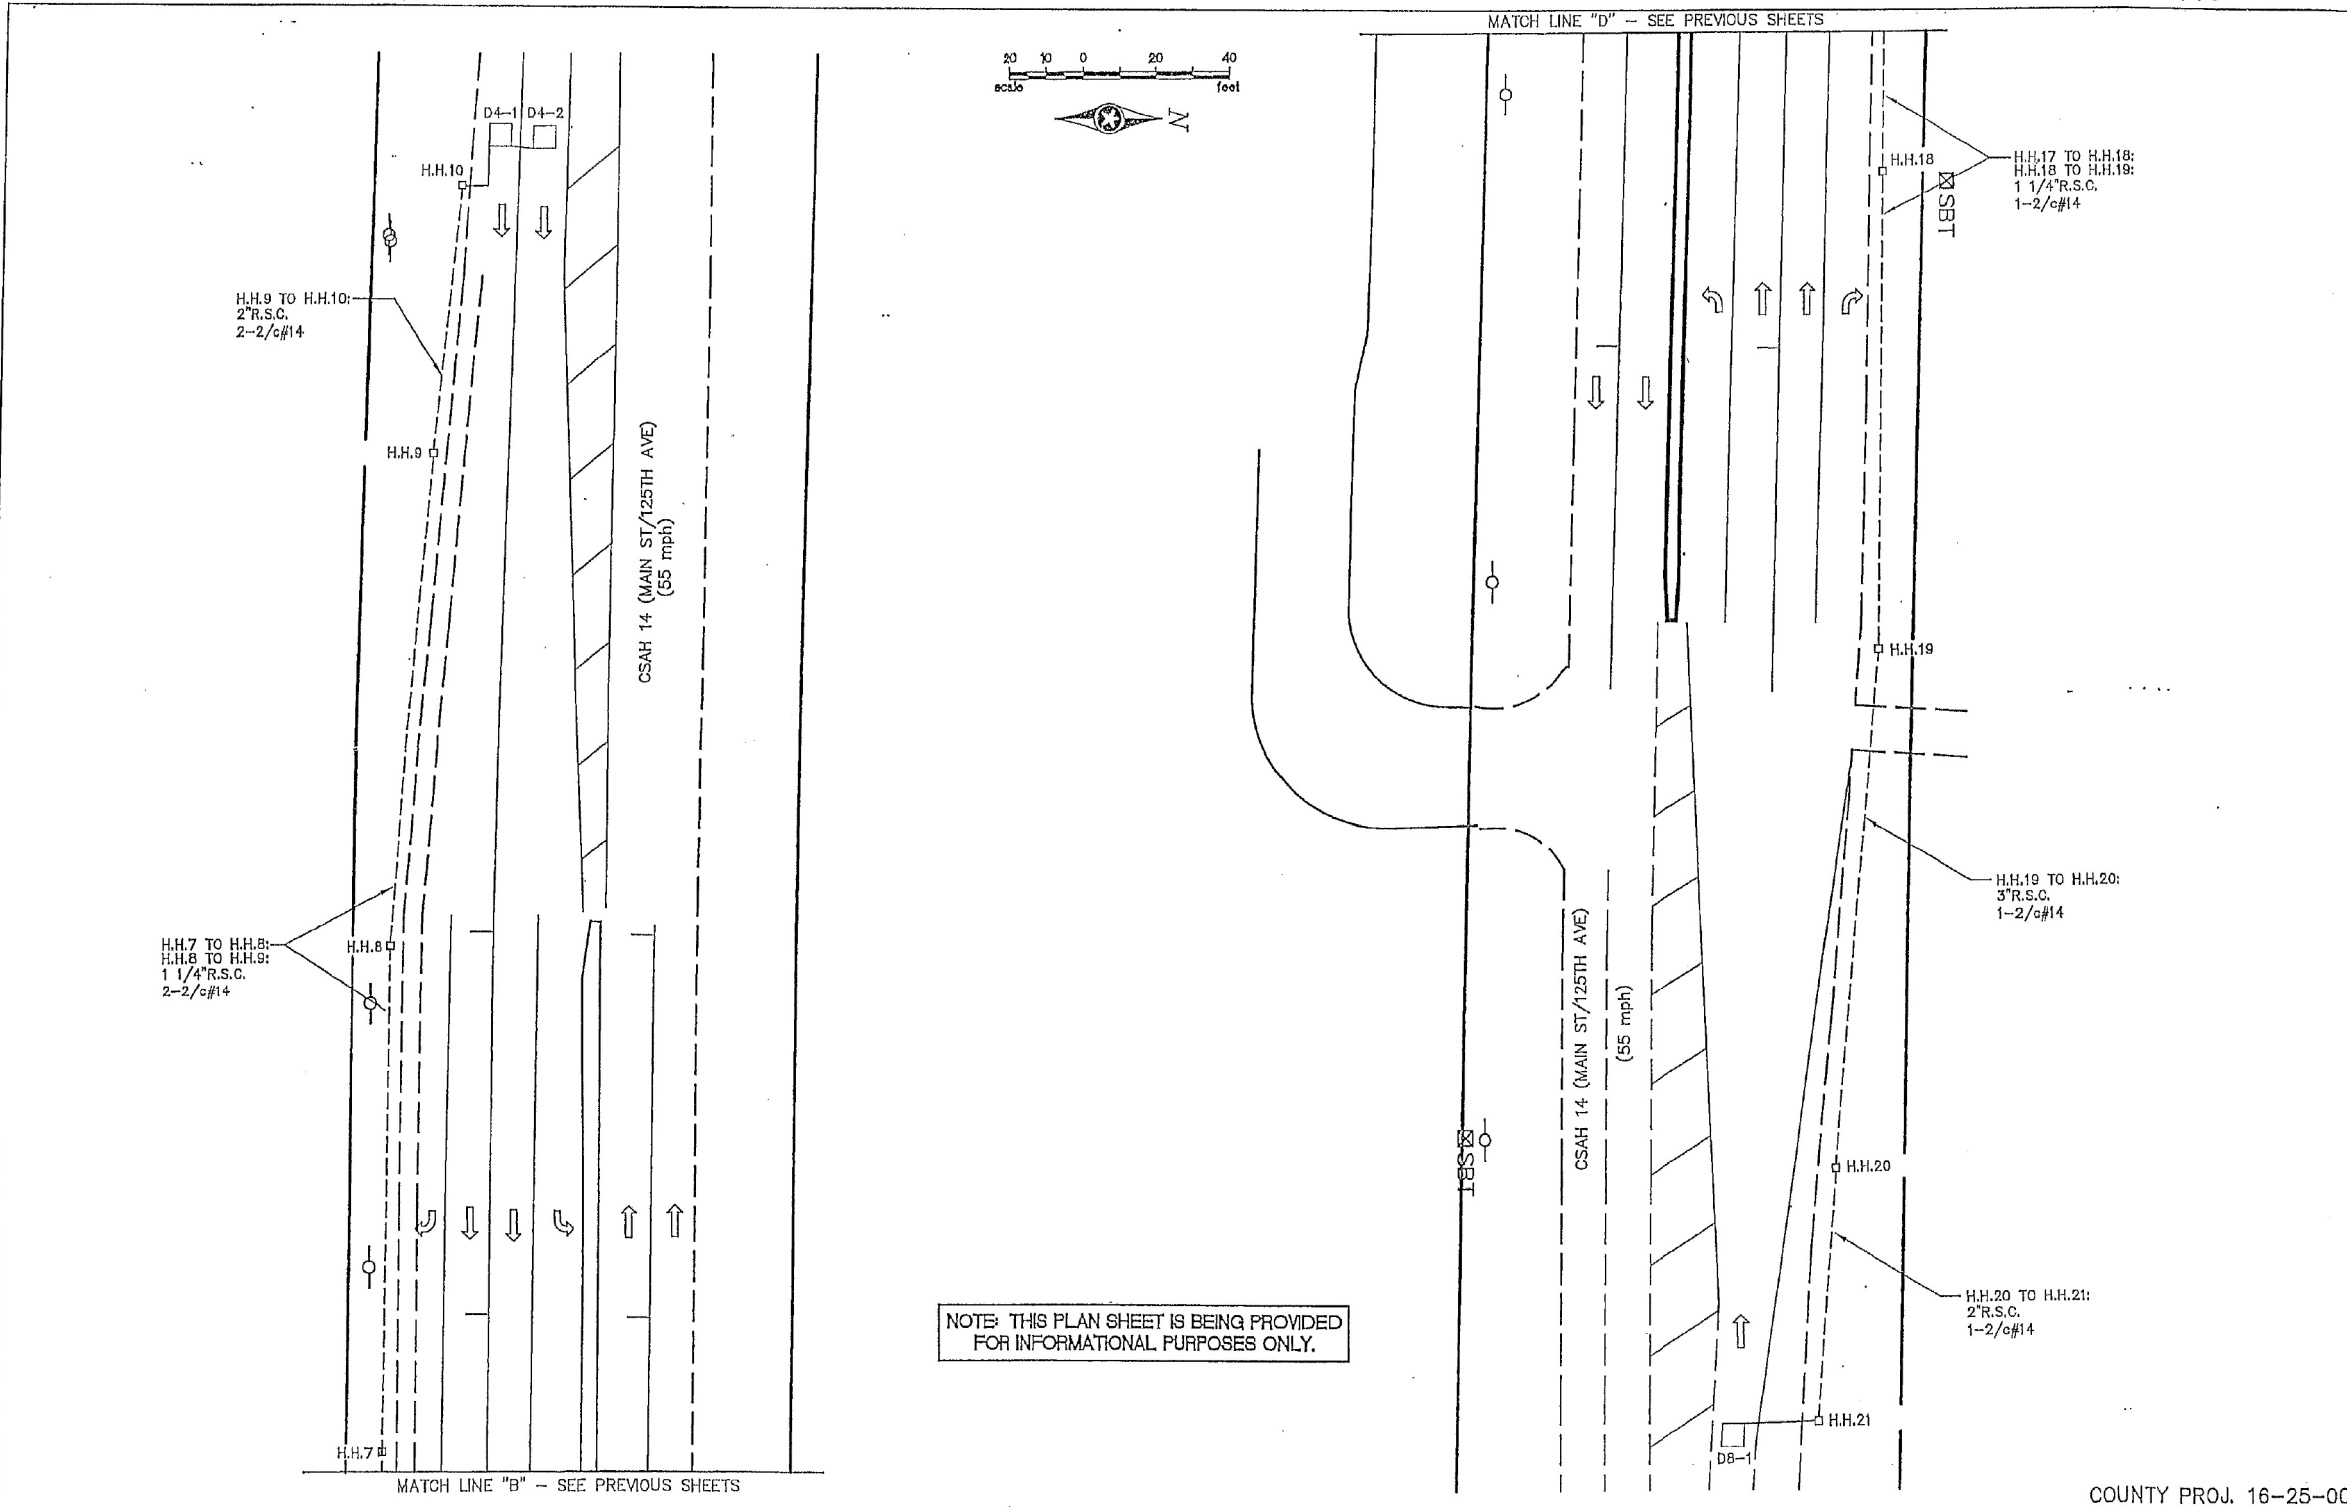 MATCH LINE "D" – SEE PREVIOUS SHEETS
20 10 0 20 40
scale feet
N
D4-1 D4-2
H.H.10
H.H.9 TO H.H.10:
2"R.S.C.
2-2/c#14
H.H.9
CSAH 14 (MAIN ST/125TH AVE)
(55 mph)
H.H.7 TO H.H.8:
H.H.8 TO H.H.9:
1 1/4"R.S.C.
2-2/c#14
H.H.8
H.H.7
MATCH LINE "B" – SEE PREVIOUS SHEETS
NOTE: THIS PLAN SHEET IS BEING PROVIDED
FOR INFORMATIONAL PURPOSES ONLY.
H.H.18
SBT
H.H.17 TO H.H.18:
H.H.18 TO H.H.19:
1 1/4"R.S.C.
1-2/c#14
H.H.19
H.H.19 TO H.H.20:
3"R.S.C.
1-2/c#14
CSAH 14 (MAIN ST/125TH AVE)
(55 mph)
SBT
H.H.20
H.H.20 TO H.H.21:
2"R.S.C.
1-2/c#14
H.H.21
D8-1
COUNTY PROJ. 16-25-00